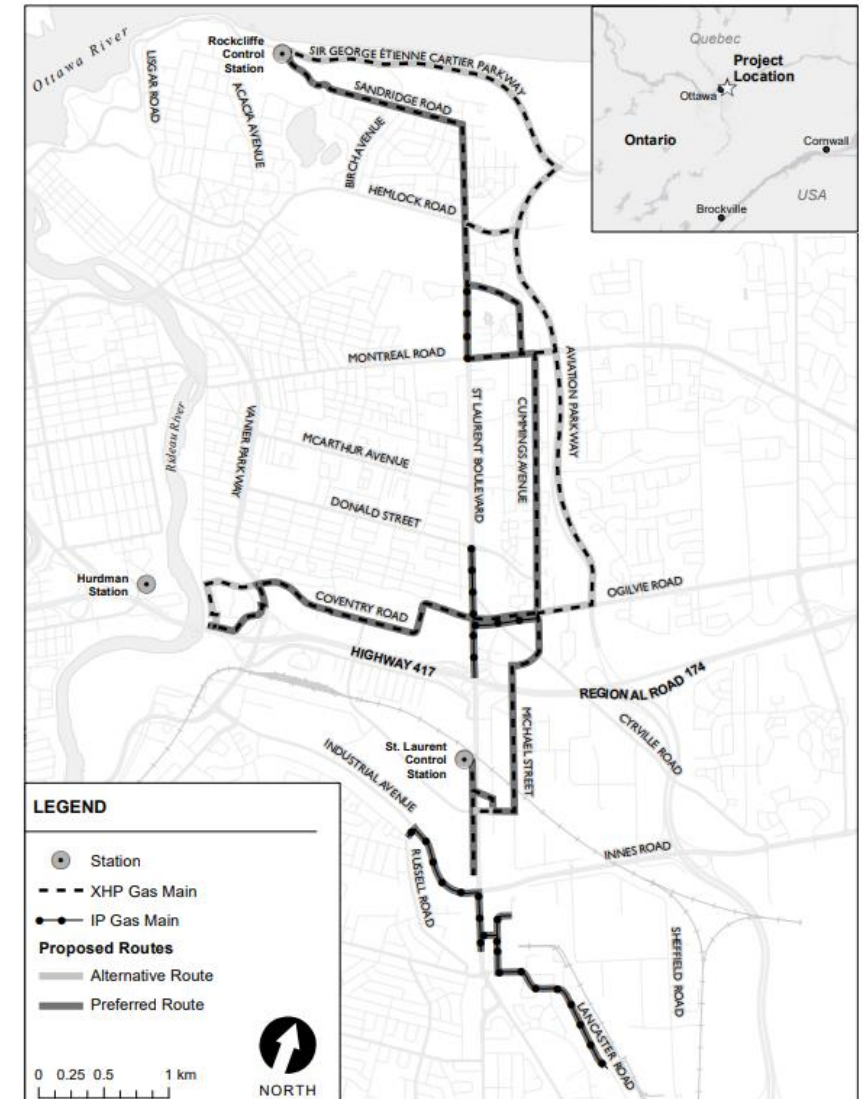 Ottawa River
LISGAR ROAD
Rockcliffe
Control
Station
SIR GEORGE ÉTIENNE CARTIER PARKWAY
ACACIA AVENUE
SANDRIDGE ROAD
BIRCH AVENUE
HEMLOCK ROAD
Quebec
Project
Location
Ottawa
Ontario
Cornwall
USA
Brockville
MONTREAL ROAD
AVIATION PARKWAY
Rideau River
VANIER PARKWAY
ST LAURENT BOULEVARD
CUMMINGS AVENUE
MCARTHUR AVENUE
DONALD STREET
Hurdman
Station
COVENTRY ROAD
OGILVIE ROAD
HIGHWAY 417
REGIONAL ROAD 174
MICHAEL STREET
CYRVILLE ROAD
St. Laurent
Control
Station
INDUSTRIAL AVENUE
RUSSELL ROAD
INNES ROAD
SHEFFIELD ROAD
LANCASTER ROAD
LEGEND
Station
XHP Gas Main
IP Gas Main
Proposed Routes
Alternative Route
Preferred Route
0 0.25 0.5 1 km
NORTH